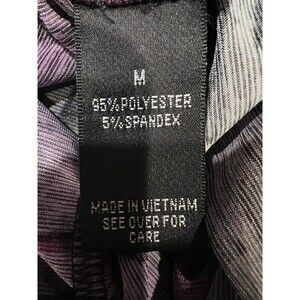 M
95% POLYESTER
5% SPANDEX
MADE IN VIETNAM
SEE OVER FOR
CARE